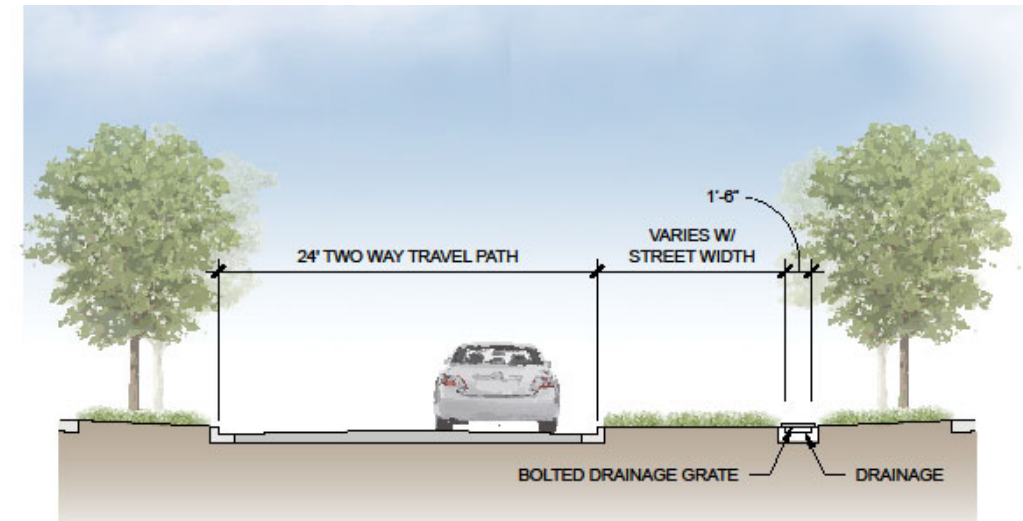 1'-6"
VARIES W/
24' TWO WAY TRAVEL PATH
STREET WIDTH
BOLTED DRAINAGE GRATE
DRAINAGE